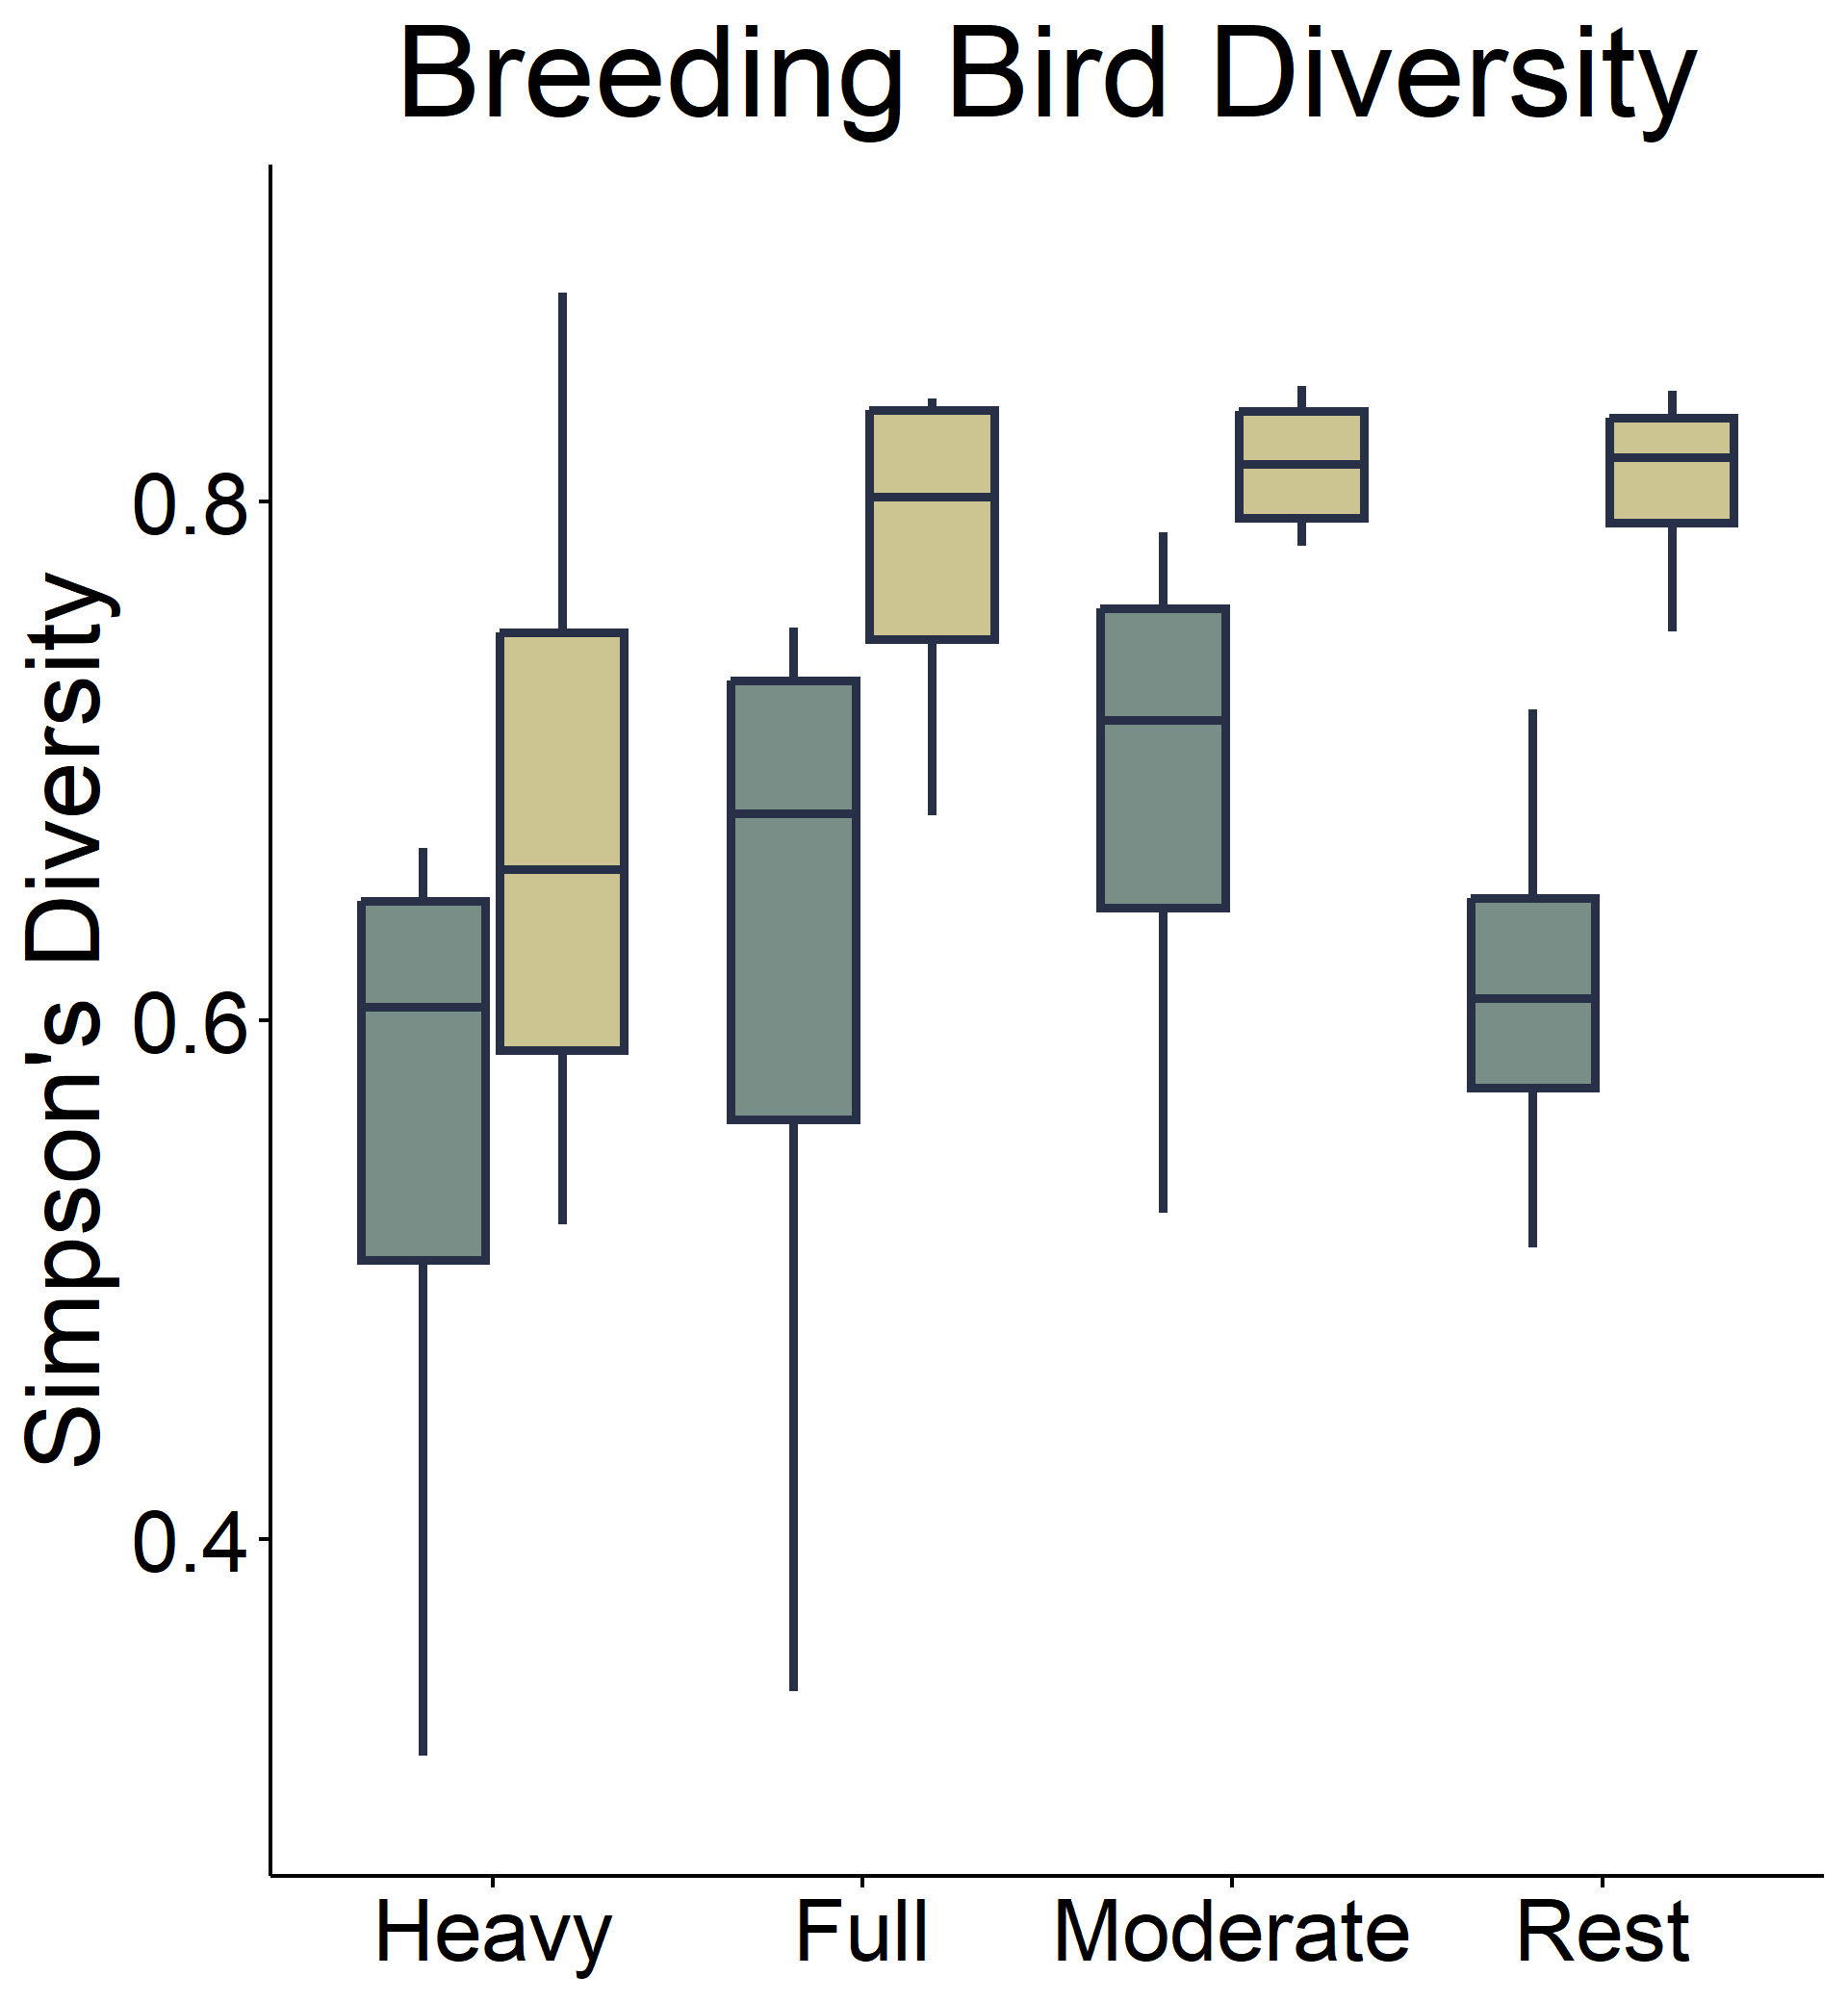 Breeding Bird Diversity
Simpson's Diversity
0.8
0.6
0.4
Heavy
Full
Moderate
Rest